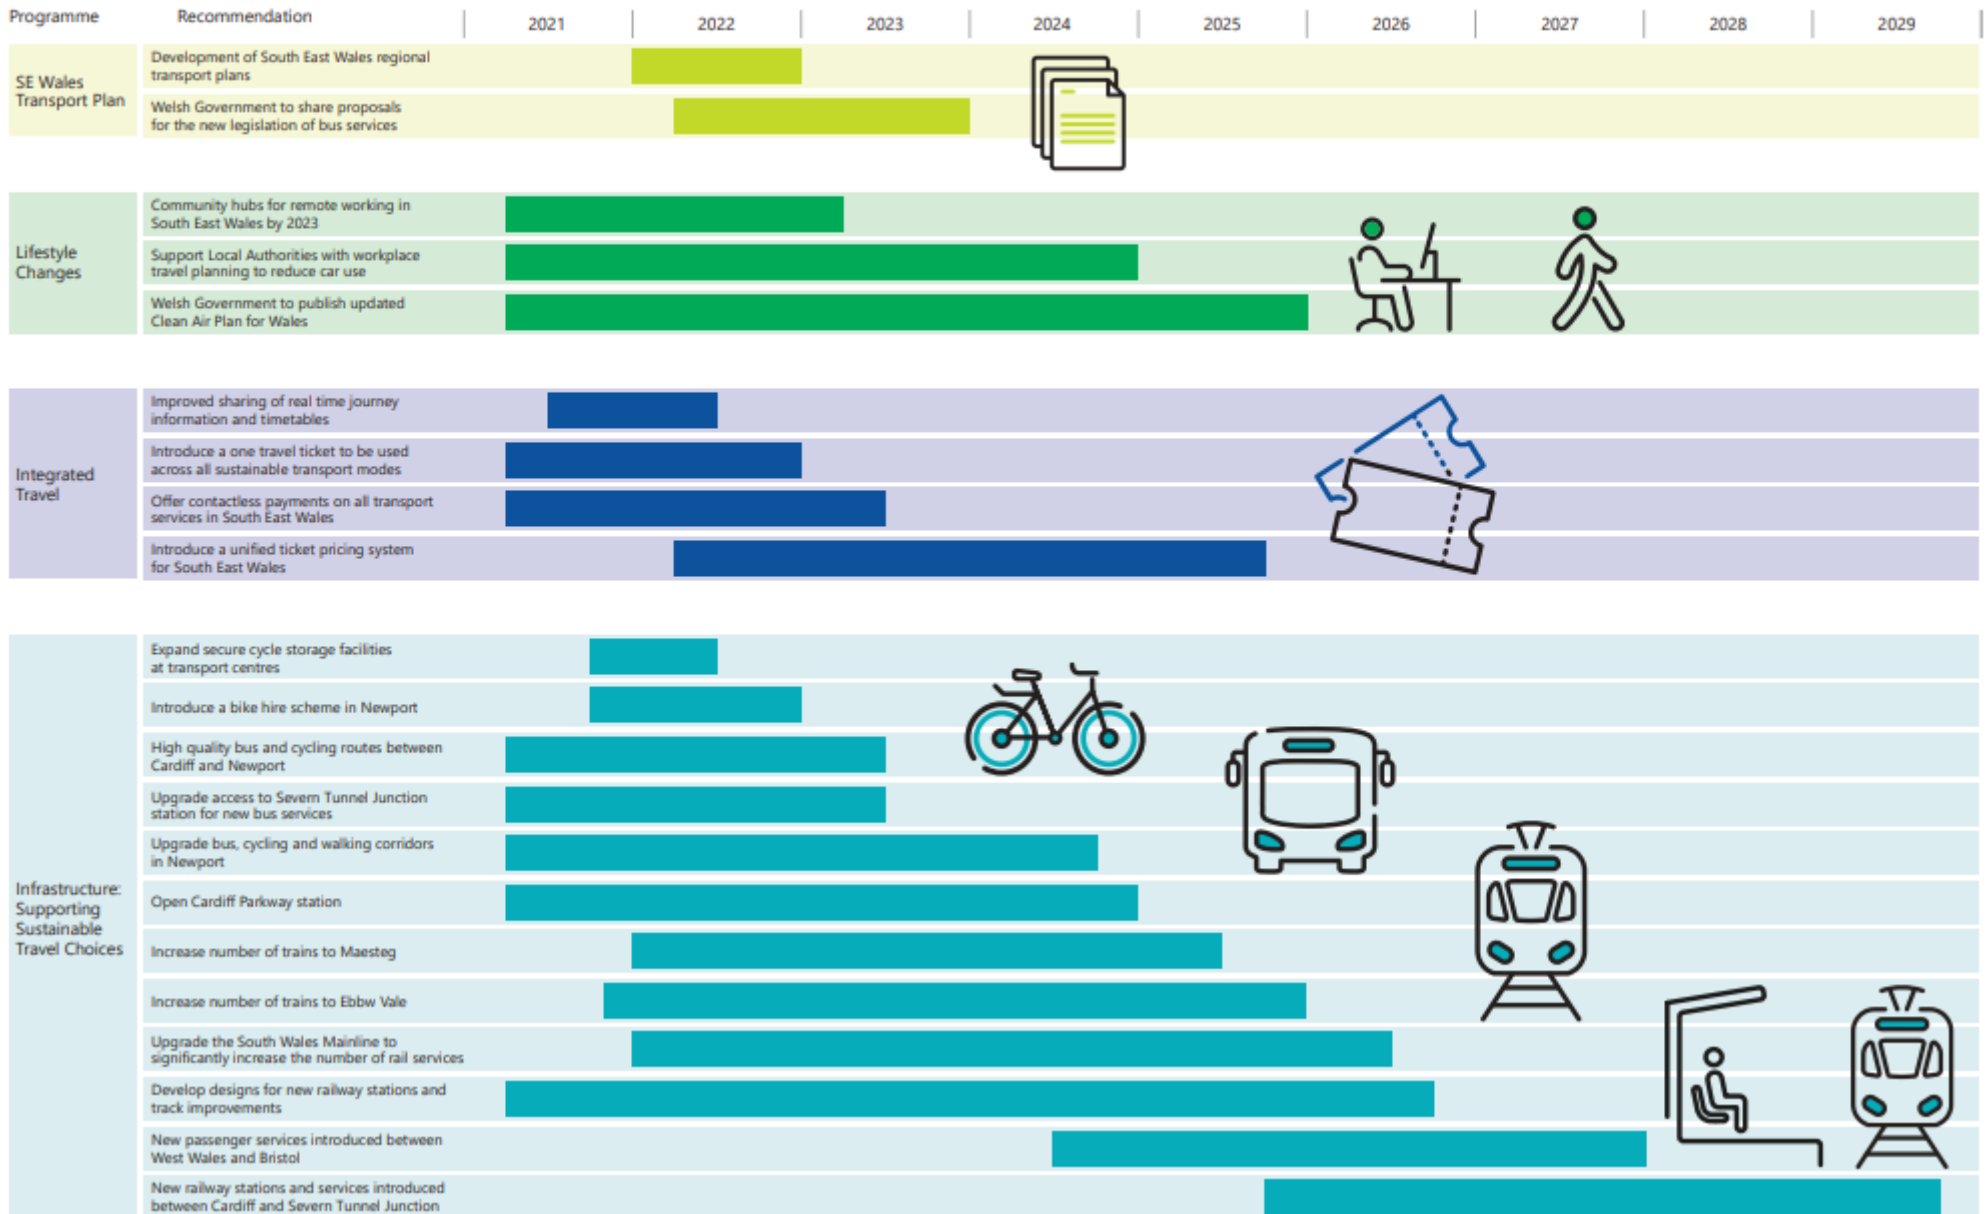 Programme Recommendation 2021 2022 2023 2024 2025 2026 2027 2028 2029
SE Wales
Transport Plan
Development of South East Wales regional
transport plans
Welsh Government to share proposals
for the new legislation of bus services
Lifestyle
Changes
Community hubs for remote working in
South East Wales by 2023
Support Local Authorities with workplace
travel planning to reduce car use
Welsh Government to publish updated
Clean Air Plan for Wales
Integrated
Travel
Improved sharing of real time journey
information and timetables
Introduce a one travel ticket to be used
across all sustainable transport modes
Offer contactless payments on all transport
services in South East Wales
Introduce a unified ticket pricing system
for South East Wales
Infrastructure:
Supporting
Sustainable
Travel Choices
Expand secure cycle storage facilities
at transport centres
Introduce a bike hire scheme in Newport
High quality bus and cycling routes between
Cardiff and Newport
Upgrade access to Severn Tunnel Junction
station for new bus services
Upgrade bus, cycling and walking corridors
in Newport
Open Cardiff Parkway station
Increase number of trains to Maesteg
Increase number of trains to Ebbw Vale
Upgrade the South Wales Mainline to
significantly increase the number of rail services
Develop designs for new railway stations and
track improvements
New passenger services introduced between
West Wales and Bristol
New railway stations and services introduced
between Cardiff and Severn Tunnel Junction